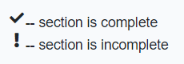 ✔ -- section is complete
! -- section is incomplete